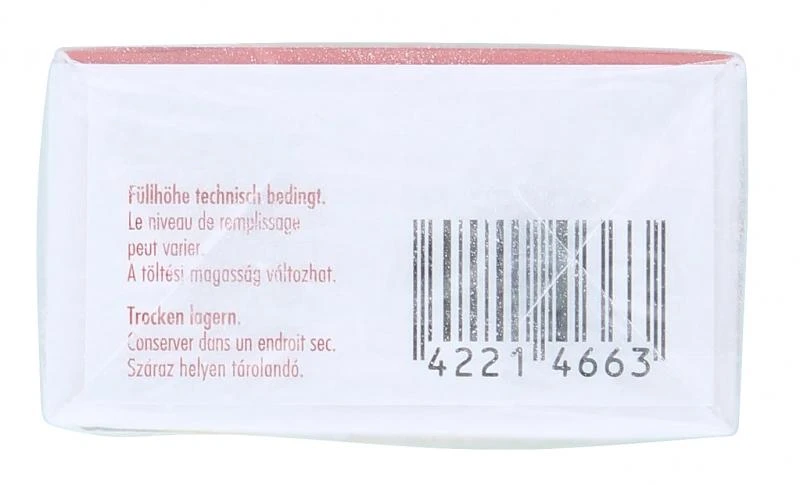 Füllhöhe technisch bedingt.
Le niveau de remplissage
peut varier.
A töltési magasság változhat.
Trocken lagern.
Conserver dans un endroit sec.
Száraz helyen tárolandó.
4221 4663